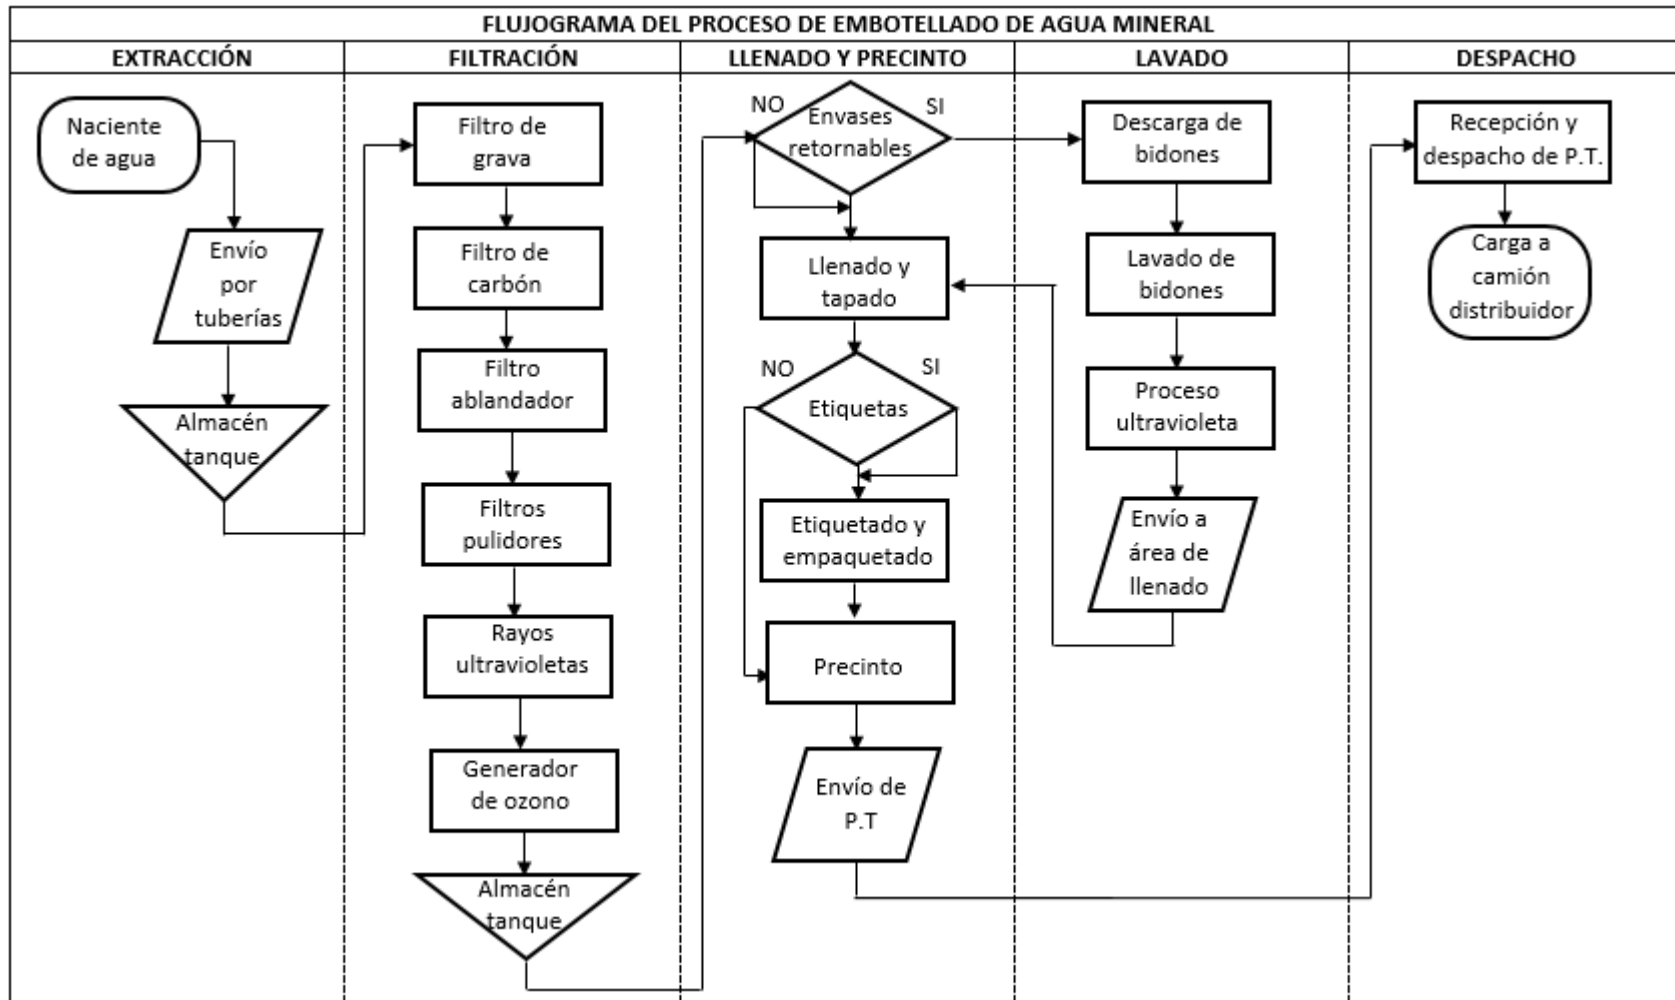 FLUJOGRAMA DEL PROCESO DE EMBOTELLADO DE AGUA MINERAL
EXTRACCIÓN
FILTRACIÓN
LLENADO Y PRECINTO
LAVADO
DESPACHO
Naciente
de agua
Envío
por
tuberías
Almacén
tanque
Filtro de
grava
Filtro de
carbón
Filtro
ablandador
Filtros
pulidores
Rayos
ultravioletas
Generador
de ozono
Almacén
tanque
NO
SI
Envases
retornables
Llenado y
tapado
NO
SI
Etiquetas
Etiquetado y
empaquetado
Precinto
Envío de
P.T
Descarga de
bidones
Lavado de
bidones
Proceso
ultravioleta
Envío a
área de
llenado
Recepción y
despacho de P.T.
Carga a
camión
distribuidor